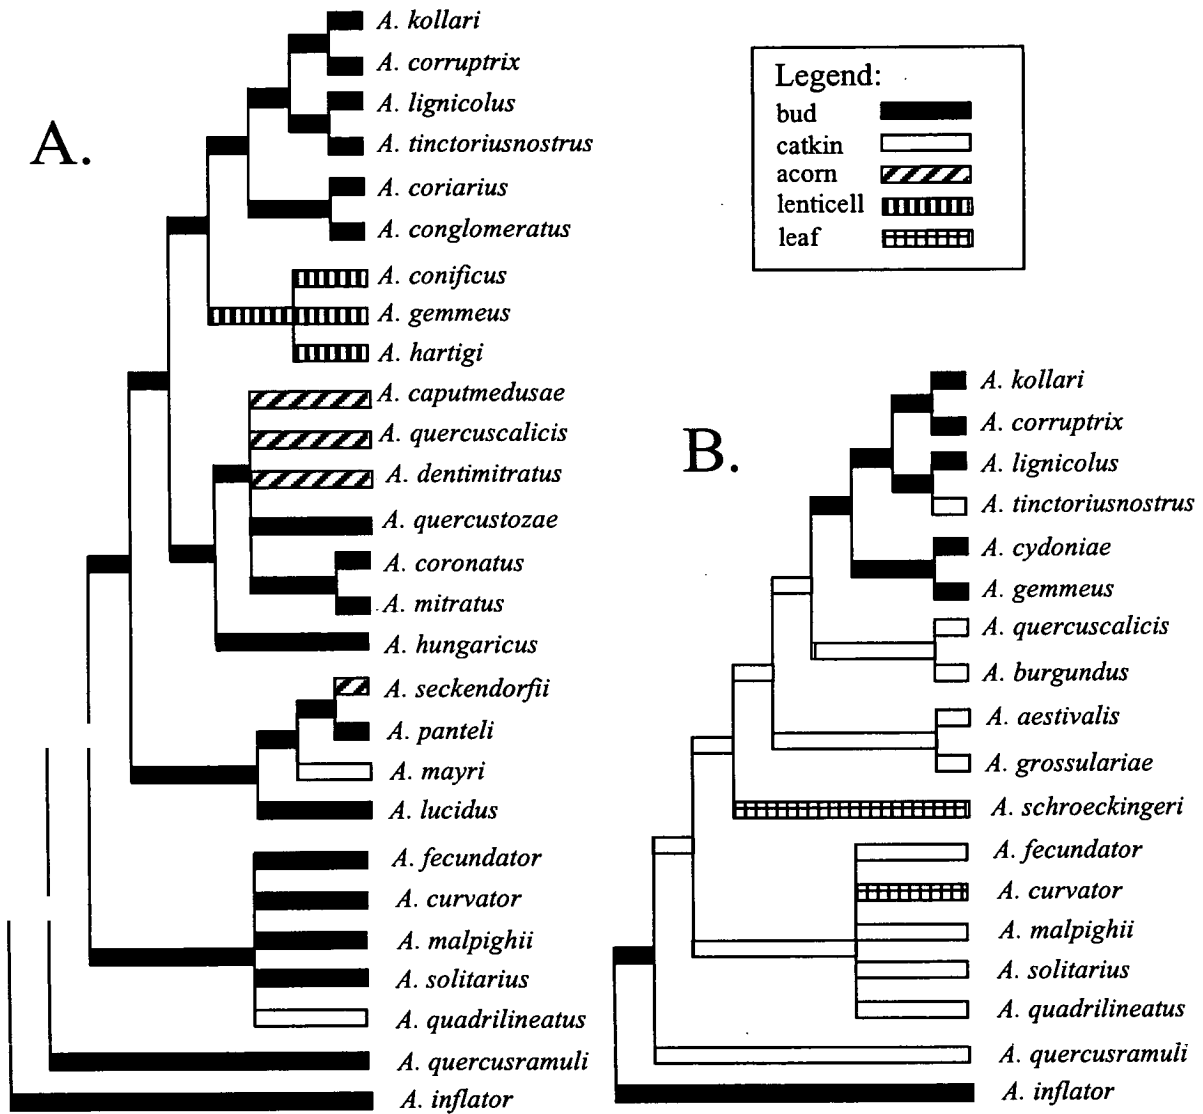 A.
A. kollari
A. corruptrix
A. lignicolus
A. tinctoriusnostrus
A. coriarius
A. conglomeratus
A. conificus
A. gemmeus
A. hartigi
A. caputmedusae
A. quercuscalicis
A. dentimitratus
A. quercustozae
A. coronatus
A. mitratus
A. hungaricus
A. seckendorfii
A. panteli
A. mayri
A. lucidus
A. fecundator
A. curvator
A. malpighii
A. solitarius
A. quadrilineatus
A. quercusramuli
A. inflator
Legend:
bud
catkin
acorn
lenticell
leaf
B.
A. kollari
A. corruptrix
A. lignicolus
A. tinctoriusnostrus
A. cydoniae
A. gemmeus
A. quercuscalicis
A. burgundus
A. aestivalis
A. grossulariae
A. schroeckingeri
A. fecundator
A. curvator
A. malpighii
A. solitarius
A. quadrilineatus
A. quercusramuli
A. inflator